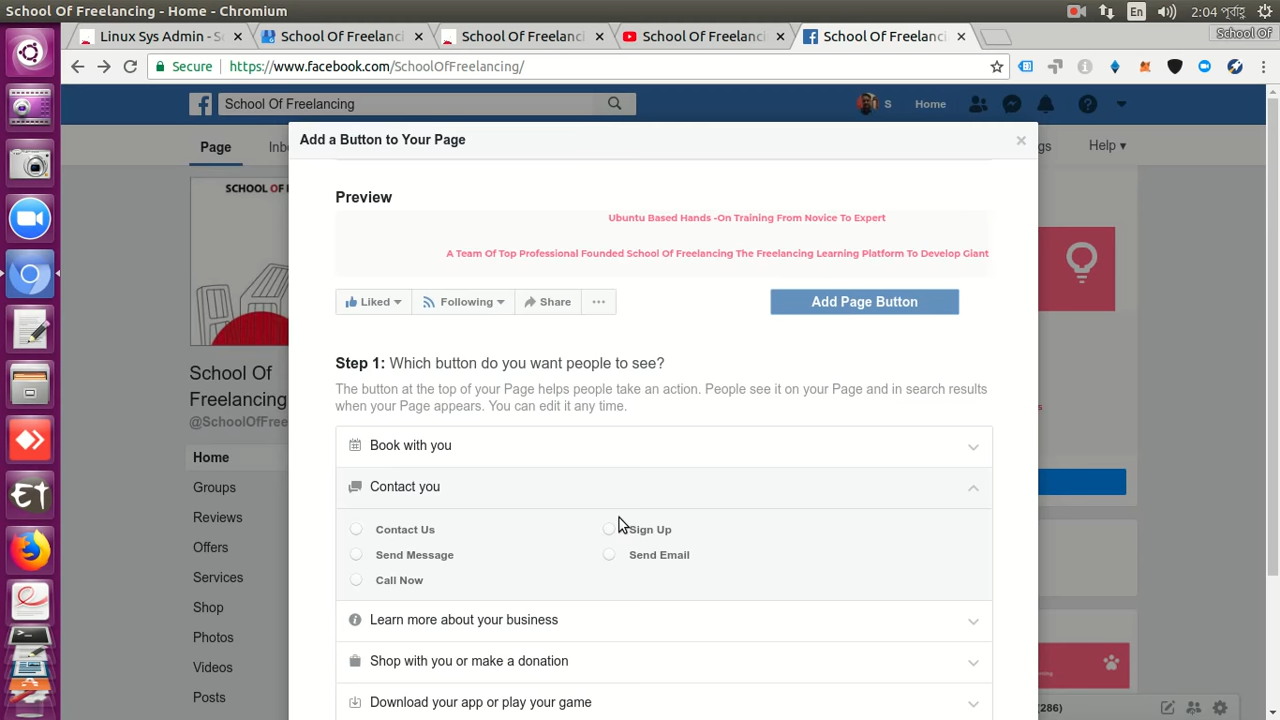 School Of Freelancing - Home - Chromium
En
2:04 পূর্বাহ্ণ
Linux Sys Admin - S
School Of Freelanci
School Of Freelanci
School Of Freelanci
School Of Freelanci
School Of
Secure
https://www.facebook.com/SchoolOfFreelancing/
School Of Freelancing
S
Home
Page
Inb
gs
Help
Add a Button to Your Page
SCHOOL OF F
Preview
Ubuntu Based Hands -On Training From Novice To Expert
A Team Of Top Professional Founded School Of Freelancing The Freelancing Learning Platform To Develop Giant
Liked
Following
Share
Add Page Button
Step 1: Which button do you want people to see?
The button at the top of your Page helps people take an action. People see it on your Page and in search results
when your Page appears. You can edit it any time.
School Of
Freelancing
@SchoolOfFree
Home
Groups
Reviews
Offers
Services
Shop
Photos
Videos
Posts
Book with you
Contact you
Contact Us
Sign Up
Send Message
Send Email
Call Now
Learn more about your business
Shop with you or make a donation
Download your app or play your game
(286)
ET